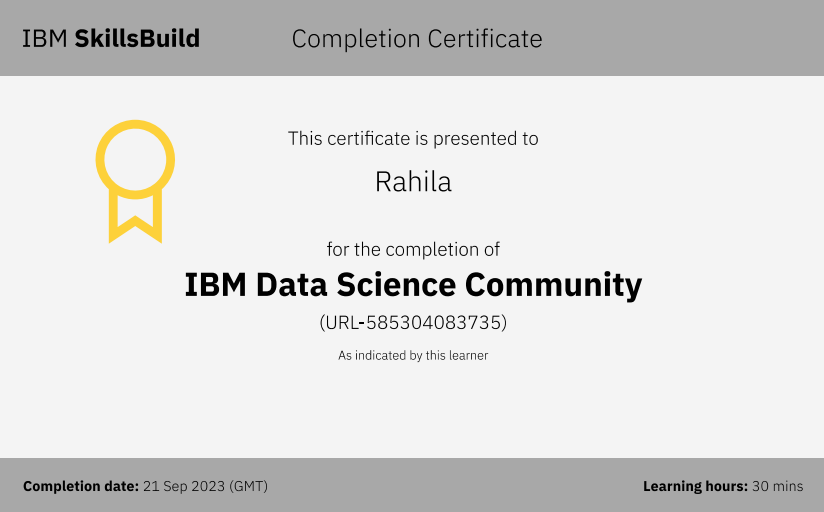 IBM SkillsBuild
Completion Certificate
This certificate is presented to
Rahila
for the completion of
IBM Data Science Community
(URL-585304083735)
As indicated by this learner
Completion date: 21 Sep 2023 (GMT)
Learning hours: 30 mins